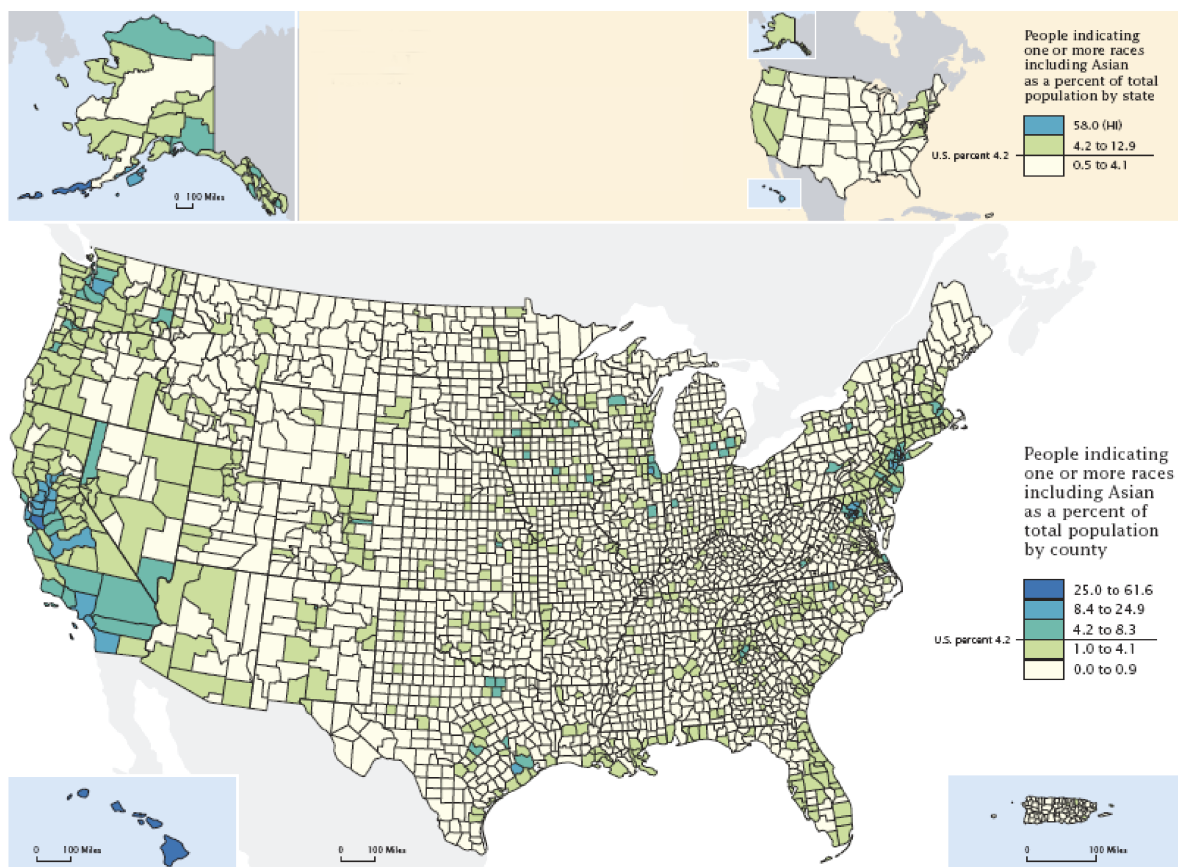 People indicating
one or more races
including Asian
as a percent of total
population by state
58.0 (HI)
4.2 to 12.9
U.S. percent 4.2
0.5 to 4.1
0 100 Miles
People indicating
one or more races
including Asian
as a percent of
total population
by county
25.0 to 61.6
8.4 to 24.9
4.2 to 8.3
U.S. percent 4.2
1.0 to 4.1
0.0 to 0.9
0 100 Miles
0 100 Miles
0 100 Miles